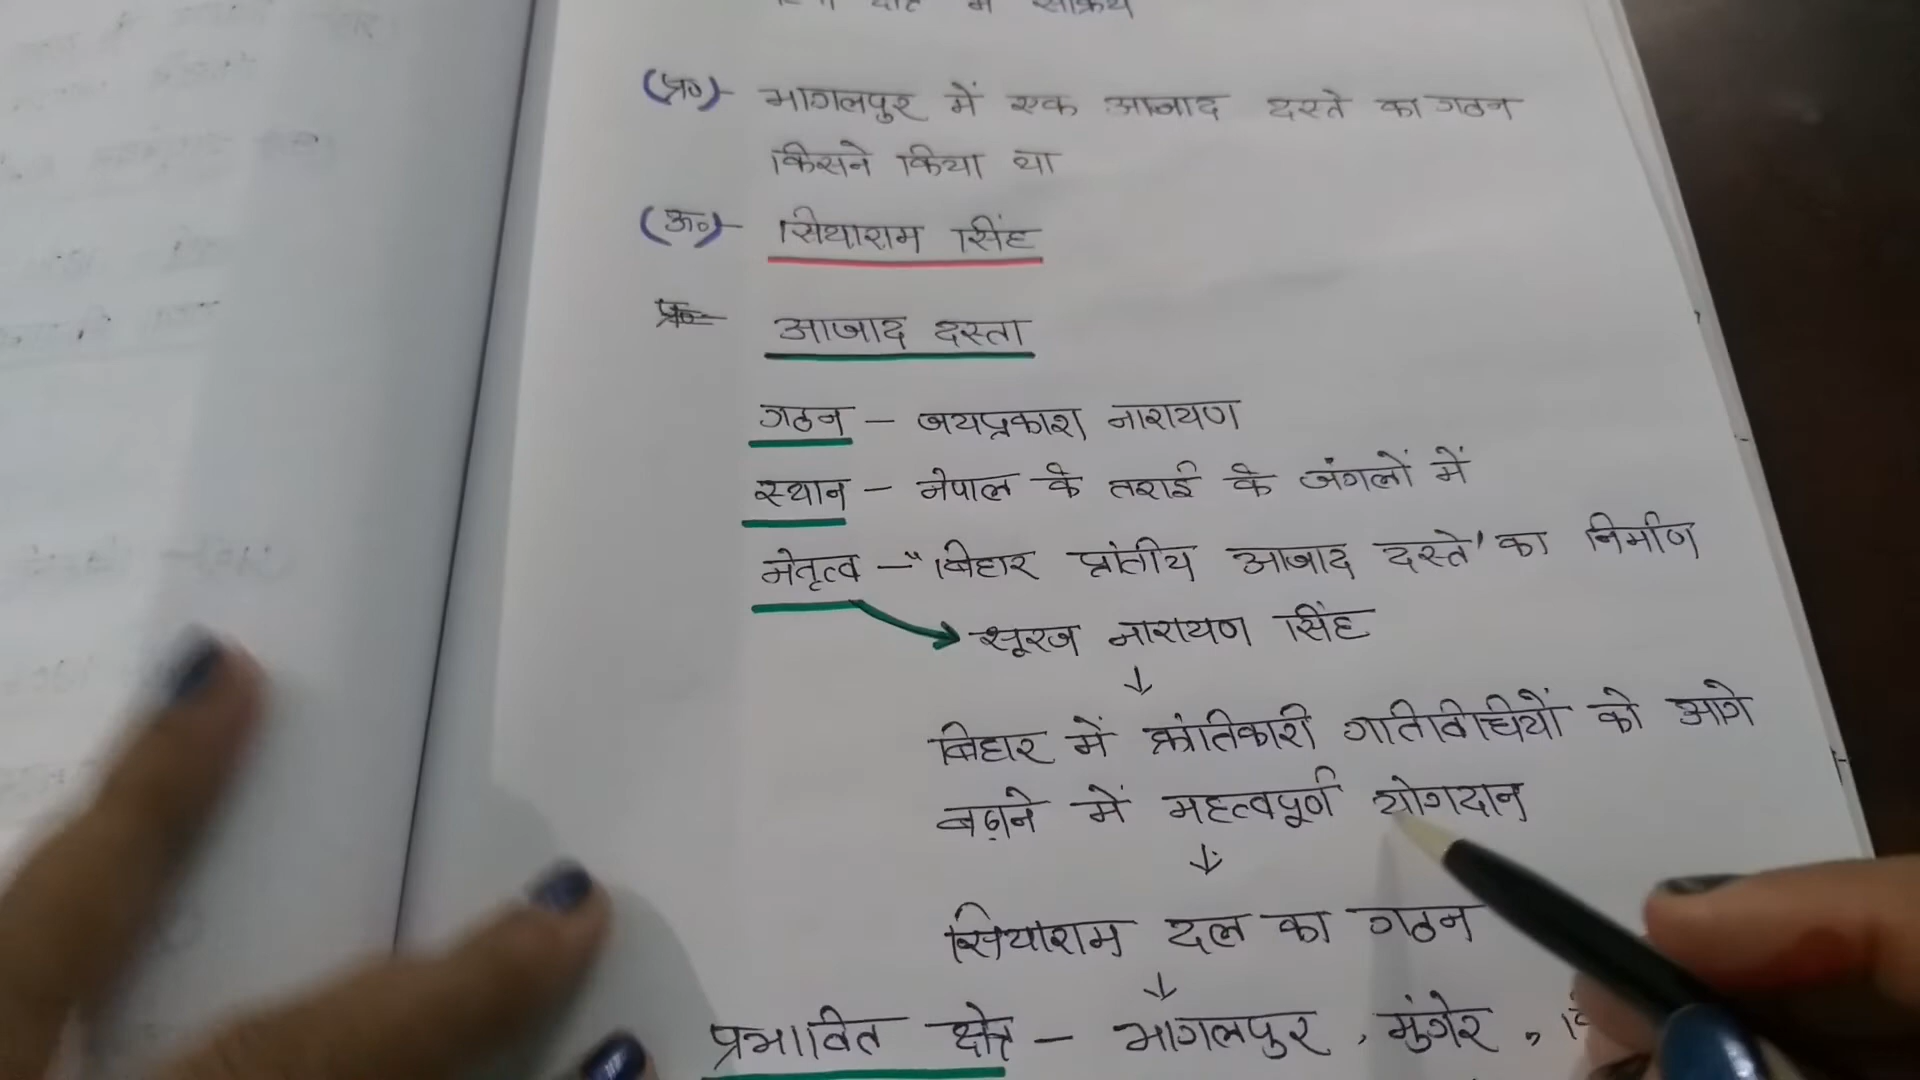 में सक्रिय
(प्र०)- भागलपुर में एक आजाद दस्ते का गठन
किसने किया था
(उ०)- सियाराम सिंह
आजाद दस्ता
गठन - जयप्रकाश नारायण
स्थान - नेपाल के तराई के जंगलों में
नेतृत्व - "बिहार प्रांतीय आजाद दस्ते' का निर्माण
सूरज नारायण सिंह
↓
बिहार में क्रांतिकारी गतिविधियों को आगे
बढ़ने में महत्वपूर्ण योगदान
↓
सियाराम दल का गठन
↓
प्रभावित क्षेत्र - भागलपुर, मुंगेर,